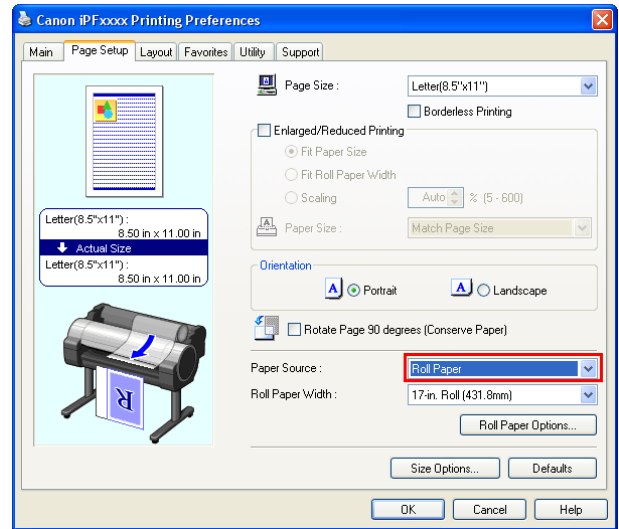 Canon iPFxxxx Printing Preferences
Main Page Setup Layout Favorites Utility Support
Page Size : Letter(8.5"x11")
Borderless Printing
Enlarged/Reduced Printing
Fit Paper Size
Fit Roll Paper Width
Scaling Auto % (5 - 600)
Paper Size : Match Page Size
Letter(8.5"x11") :
8.50 in x 11.00 in
Actual Size
Letter(8.5"x11") :
8.50 in x 11.00 in
Orientation
A Portrait A Landscape
Rotate Page 90 degrees (Conserve Paper)
Paper Source : Roll Paper
Roll Paper Width : 17-in. Roll (431.8mm)
Roll Paper Options...
R
Size Options... Defaults
OK Cancel Help